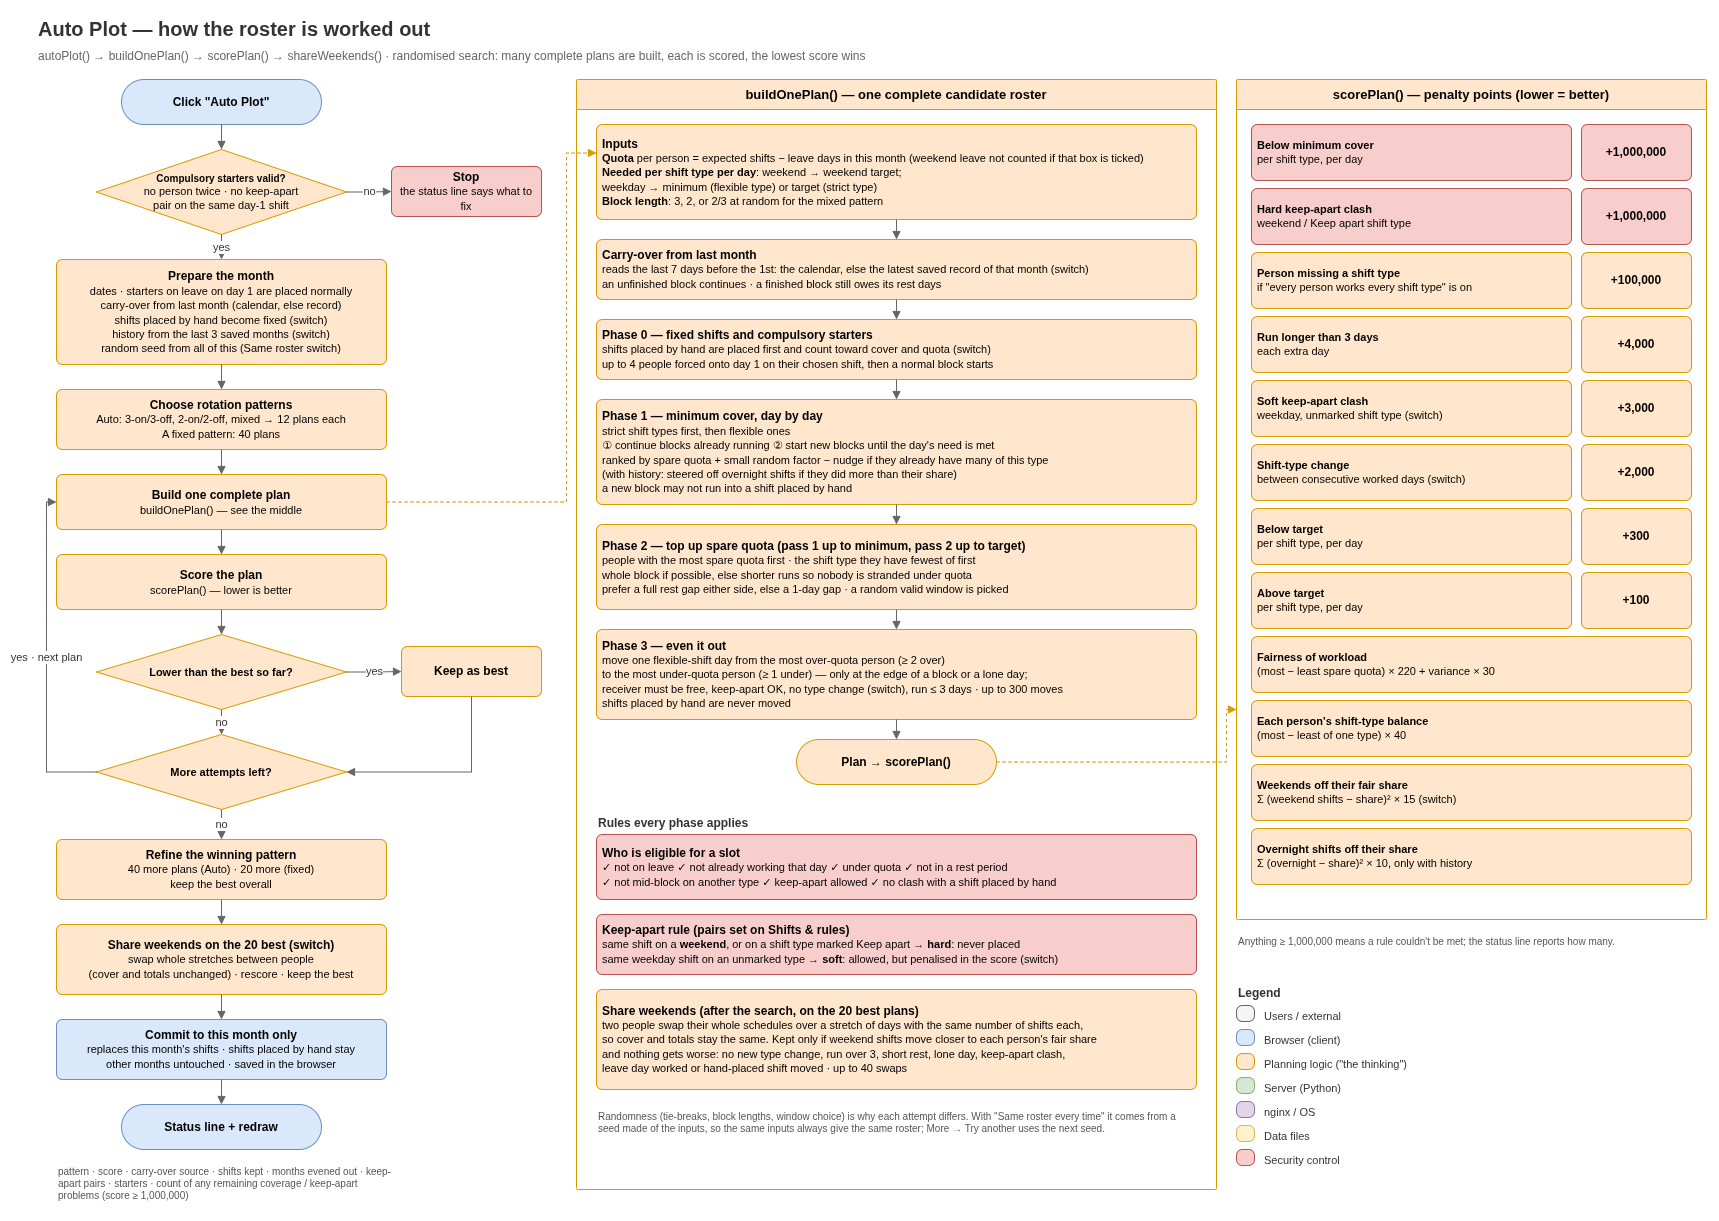 Auto Plot — how the roster is worked out
autoPlot() → buildOnePlan() → scorePlan() → shareWeekends() · randomised search: many complete plans are built, each is scored, the lowest score wins
Click "Auto Plot"
Compulsory starters valid?
no person twice · no keep-apart
pair on the same day-1 shift
no
Stop
the status line says what to
fix
yes
Prepare the month
dates · starters on leave on day 1 are placed normally
carry-over from last month (calendar, else record)
shifts placed by hand become fixed (switch)
history from the last 3 saved months (switch)
random seed from all of this (Same roster switch)
Choose rotation patterns
Auto: 3-on/3-off, 2-on/2-off, mixed → 12 plans each
A fixed pattern: 40 plans
Build one complete plan
buildOnePlan() — see the middle
Score the plan
scorePlan() — lower is better
yes · next plan
Lower than the best so far?
yes
Keep as best
no
More attempts left?
no
Refine the winning pattern
40 more plans (Auto) · 20 more (fixed)
keep the best overall
Share weekends on the 20 best (switch)
swap whole stretches between people
(cover and totals unchanged) · rescore · keep the best
Commit to this month only
replaces this month's shifts · shifts placed by hand stay
other months untouched · saved in the browser
Status line + redraw
pattern · score · carry-over source · shifts kept · months evened out · keep-
apart pairs · starters · count of any remaining coverage / keep-apart
problems (score ≥ 1,000,000)
buildOnePlan() — one complete candidate roster
Inputs
Quota per person = expected shifts − leave days in this month (weekend leave not counted if that box is ticked)
Needed per shift type per day: weekend → weekend target;
weekday → minimum (flexible type) or target (strict type)
Block length: 3, 2, or 2/3 at random for the mixed pattern
Carry-over from last month
reads the last 7 days before the 1st: the calendar, else the latest saved record of that month (switch)
an unfinished block continues · a finished block still owes its rest days
Phase 0 — fixed shifts and compulsory starters
shifts placed by hand are placed first and count toward cover and quota (switch)
up to 4 people forced onto day 1 on their chosen shift, then a normal block starts
Phase 1 — minimum cover, day by day
strict shift types first, then flexible ones
① continue blocks already running ② start new blocks until the day's need is met
ranked by spare quota + small random factor − nudge if they already have many of this type
(with history: steered off overnight shifts if they did more than their share)
a new block may not run into a shift placed by hand
Phase 2 — top up spare quota (pass 1 up to minimum, pass 2 up to target)
people with the most spare quota first · the shift type they have fewest of first
whole block if possible, else shorter runs so nobody is stranded under quota
prefer a full rest gap either side, else a 1-day gap · a random valid window is picked
Phase 3 — even it out
move one flexible-shift day from the most over-quota person (≥ 2 over)
to the most under-quota person (≥ 1 under) — only at the edge of a block or a lone day;
receiver must be free, keep-apart OK, no type change (switch), run ≤ 3 days · up to 300 moves
shifts placed by hand are never moved
Plan → scorePlan()
Rules every phase applies
Who is eligible for a slot
✓ not on leave ✓ not already working that day ✓ under quota ✓ not in a rest period
✓ not mid-block on another type ✓ keep-apart allowed ✓ no clash with a shift placed by hand
Keep-apart rule (pairs set on Shifts & rules)
same shift on a weekend, or on a shift type marked Keep apart → hard: never placed
same weekday shift on an unmarked type → soft: allowed, but penalised in the score (switch)
Share weekends (after the search, on the 20 best plans)
two people swap their whole schedules over a stretch of days with the same number of shifts each,
so cover and totals stay the same. Kept only if weekend shifts move closer to each person's fair share
and nothing gets worse: no new type change, run over 3, short rest, lone day, keep-apart clash,
leave day worked or hand-placed shift moved · up to 40 swaps
Randomness (tie-breaks, block lengths, window choice) is why each attempt differs. With "Same roster every time" it comes from a
seed made of the inputs, so the same inputs always give the same roster; More → Try another uses the next seed.
scorePlan() — penalty points (lower = better)
Below minimum cover
per shift type, per day
+1,000,000
Hard keep-apart clash
weekend / Keep apart shift type
+1,000,000
Person missing a shift type
if "every person works every shift type" is on
+100,000
Run longer than 3 days
each extra day
+4,000
Soft keep-apart clash
weekday, unmarked shift type (switch)
+3,000
Shift-type change
between consecutive worked days (switch)
+2,000
Below target
per shift type, per day
+300
Above target
per shift type, per day
+100
Fairness of workload
(most − least spare quota) × 220 + variance × 30
Each person's shift-type balance
(most − least of one type) × 40
Weekends off their fair share
Σ (weekend shifts − share)² × 15 (switch)
Overnight shifts off their share
Σ (overnight − share)² × 10, only with history
Anything ≥ 1,000,000 means a rule couldn't be met; the status line reports how many.
Legend
Users / external
Browser (client)
Planning logic ("the thinking")
Server (Python)
nginx / OS
Data files
Security control